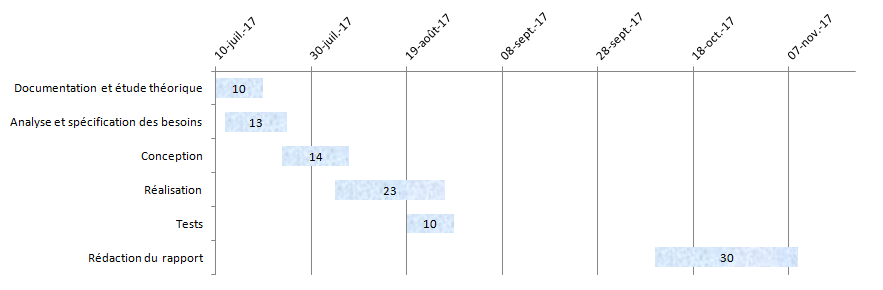 10-juil.-17
30-juil.-17
19-août-17
08-sept.-17
28-sept.-17
18-oct.-17
07-nov.-17
Documentation et étude théorique
10
Analyse et spécification des besoins
13
Conception
14
Réalisation
23
Tests
10
Rédaction du rapport
30